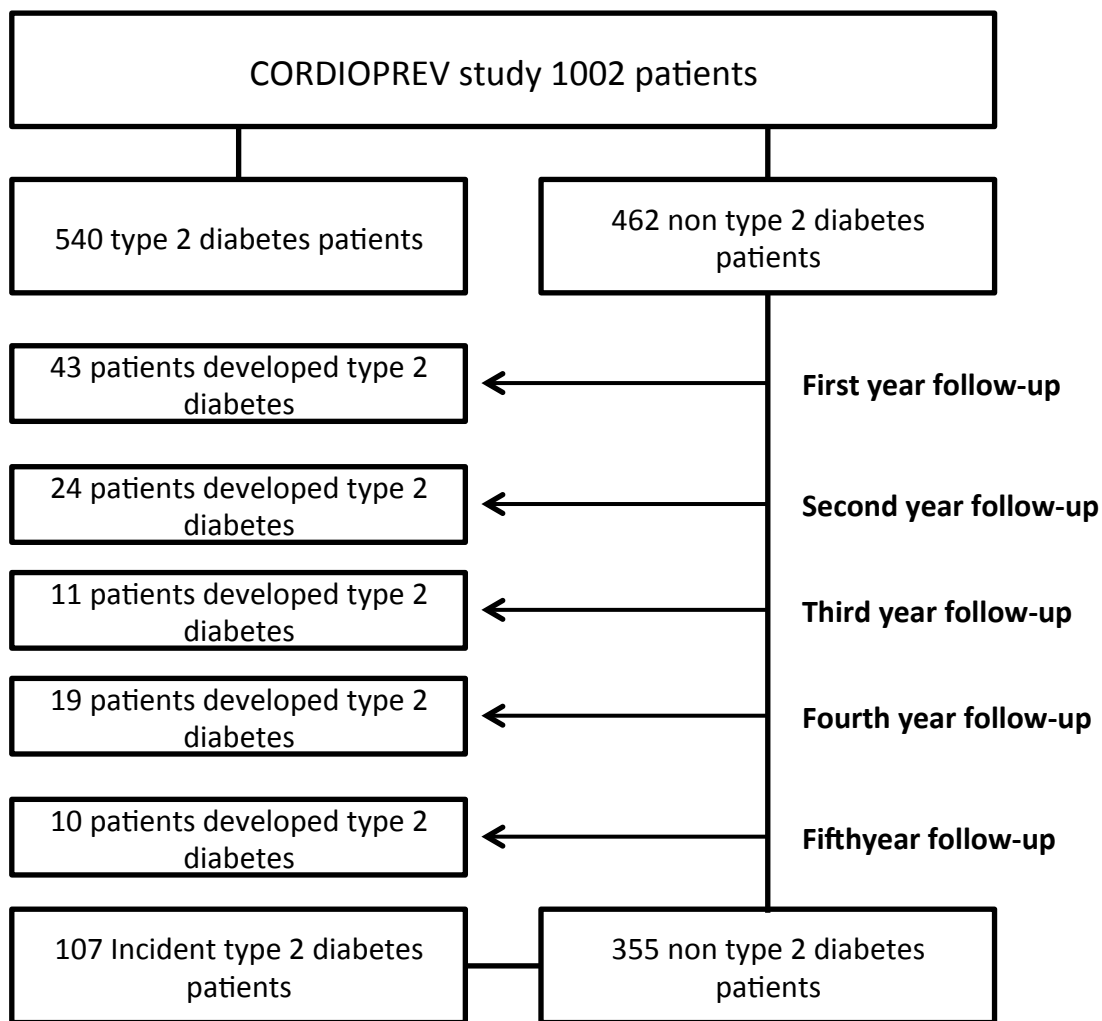 CORDIOPREV study 1002 patients
540 type 2 diabetes patients
462 non type 2 diabetes
patients
43 patients developed type 2
diabetes
First year follow-up
24 patients developed type 2
diabetes
Second year follow-up
11 patients developed type 2
diabetes
Third year follow-up
19 patients developed type 2
diabetes
Fourth year follow-up
10 patients developed type 2
diabetes
Fifthyear follow-up
107 Incident type 2 diabetes
patients
355 non type 2 diabetes
patients